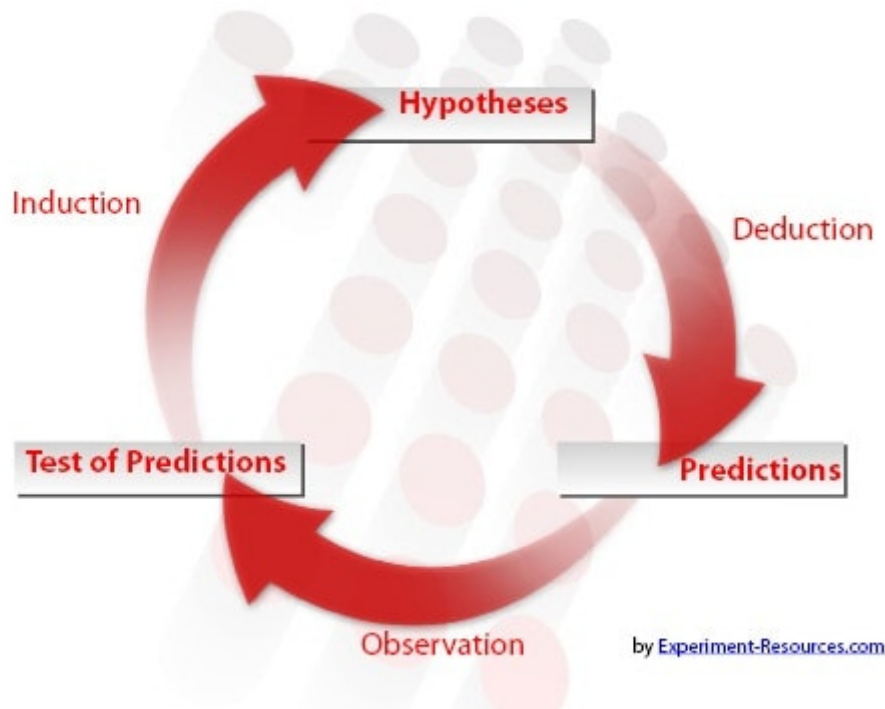 Hypotheses
Induction
Deduction
Test of Predictions
Predictions
Observation
by Experiment-Resources.com